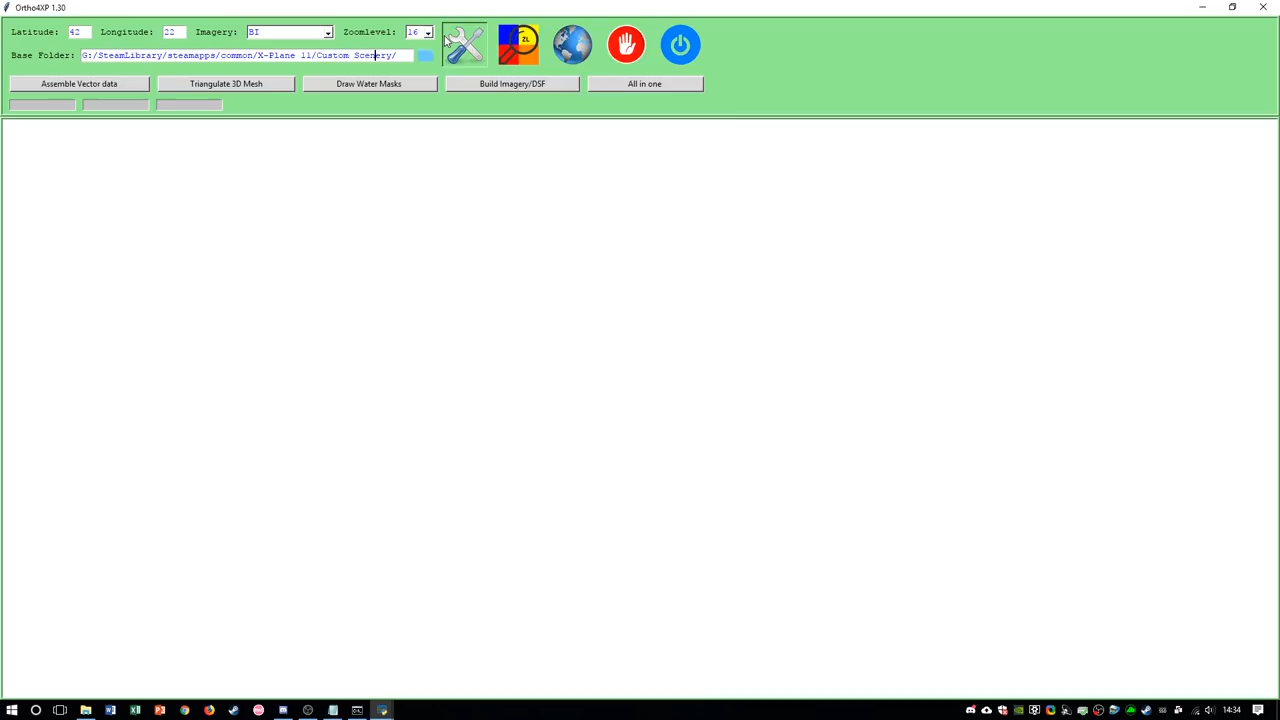 Ortho4XP 1.30
Latitude: 42 Longitude: 22 Imagery: BI Zoomlevel: 16
ZL
Base Folder: G:/SteamLibrary/steamapps/common/X-Plane 11/Custom Scenery/
Assemble Vector data Triangulate 3D Mesh Draw Water Masks Build Imagery/DSF All in one
14:34